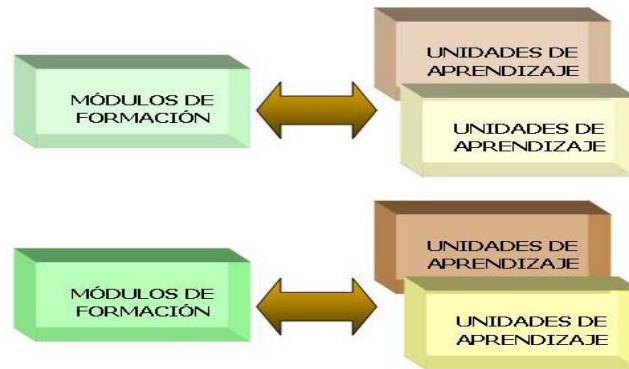 UNIDADES DE
APRENDIZAJE
MÓDULOS DE
FORMACIÓN
UNIDADES DE
APRENDIZAJE
UNIDADES DE
APRENDIZAJE
MÓDULOS DE
FORMACIÓN
UNIDADES DE
APRENDIZAJE